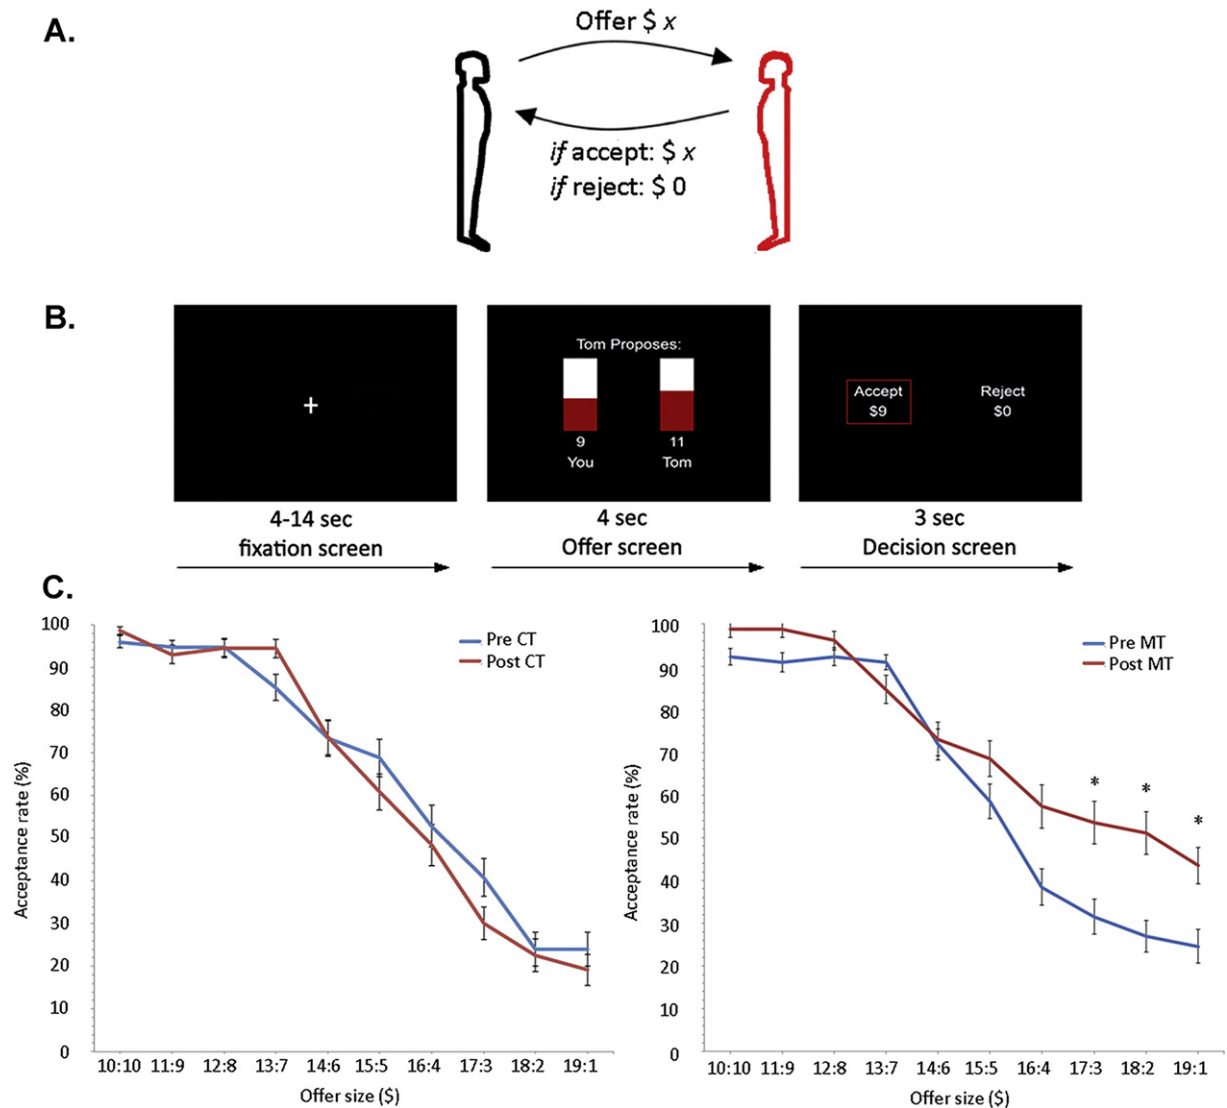 A.
Offer $ x
if accept: $ x
if reject: $ 0
B.
+
Tom Proposes:
9 11
You Tom
Accept Reject
$9 $0
4-14 sec
fixation screen
4 sec
Offer screen
3 sec
Decision screen
C.
100
90
80
70
60
50
40
30
20
10
0
Acceptance rate (%)
Pre CT
Post CT
10:10 11:9 12:8 13:7 14:6 15:5 16:4 17:3 18:2 19:1
Offer size ($)
100
90
80
70
60
50
40
30
20
10
0
Acceptance rate (%)
Pre MT
Post MT
* * *
10:10 11:9 12:8 13:7 14:6 15:5 16:4 17:3 18:2 19:1
Offer size ($)